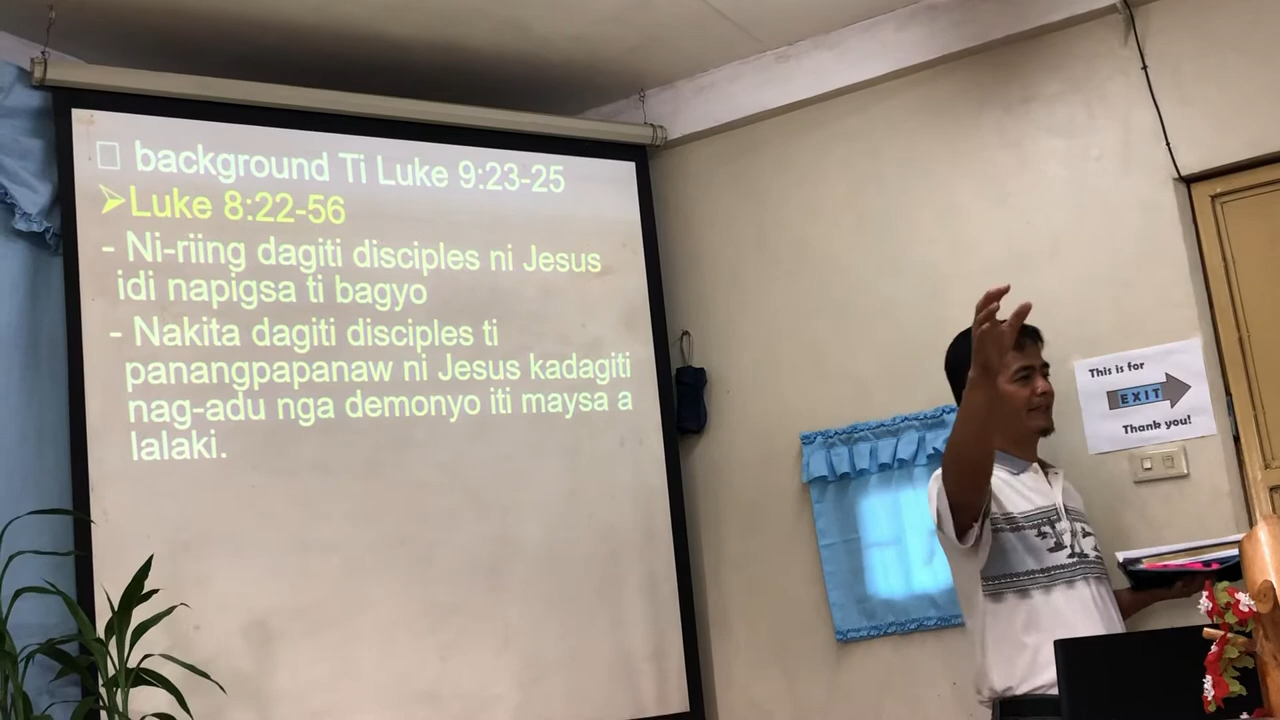 background Ti Luke 9:23-25
➢Luke 8:22-56
- Ni-riing dagiti disciples ni Jesus
idi napigsa ti bagyo
- Nakita dagiti disciples ti
panangpapanaw ni Jesus kadagiti
nag-adu nga demonyo iti maysa a
lalaki.
This is for
EXIT
Thank you!